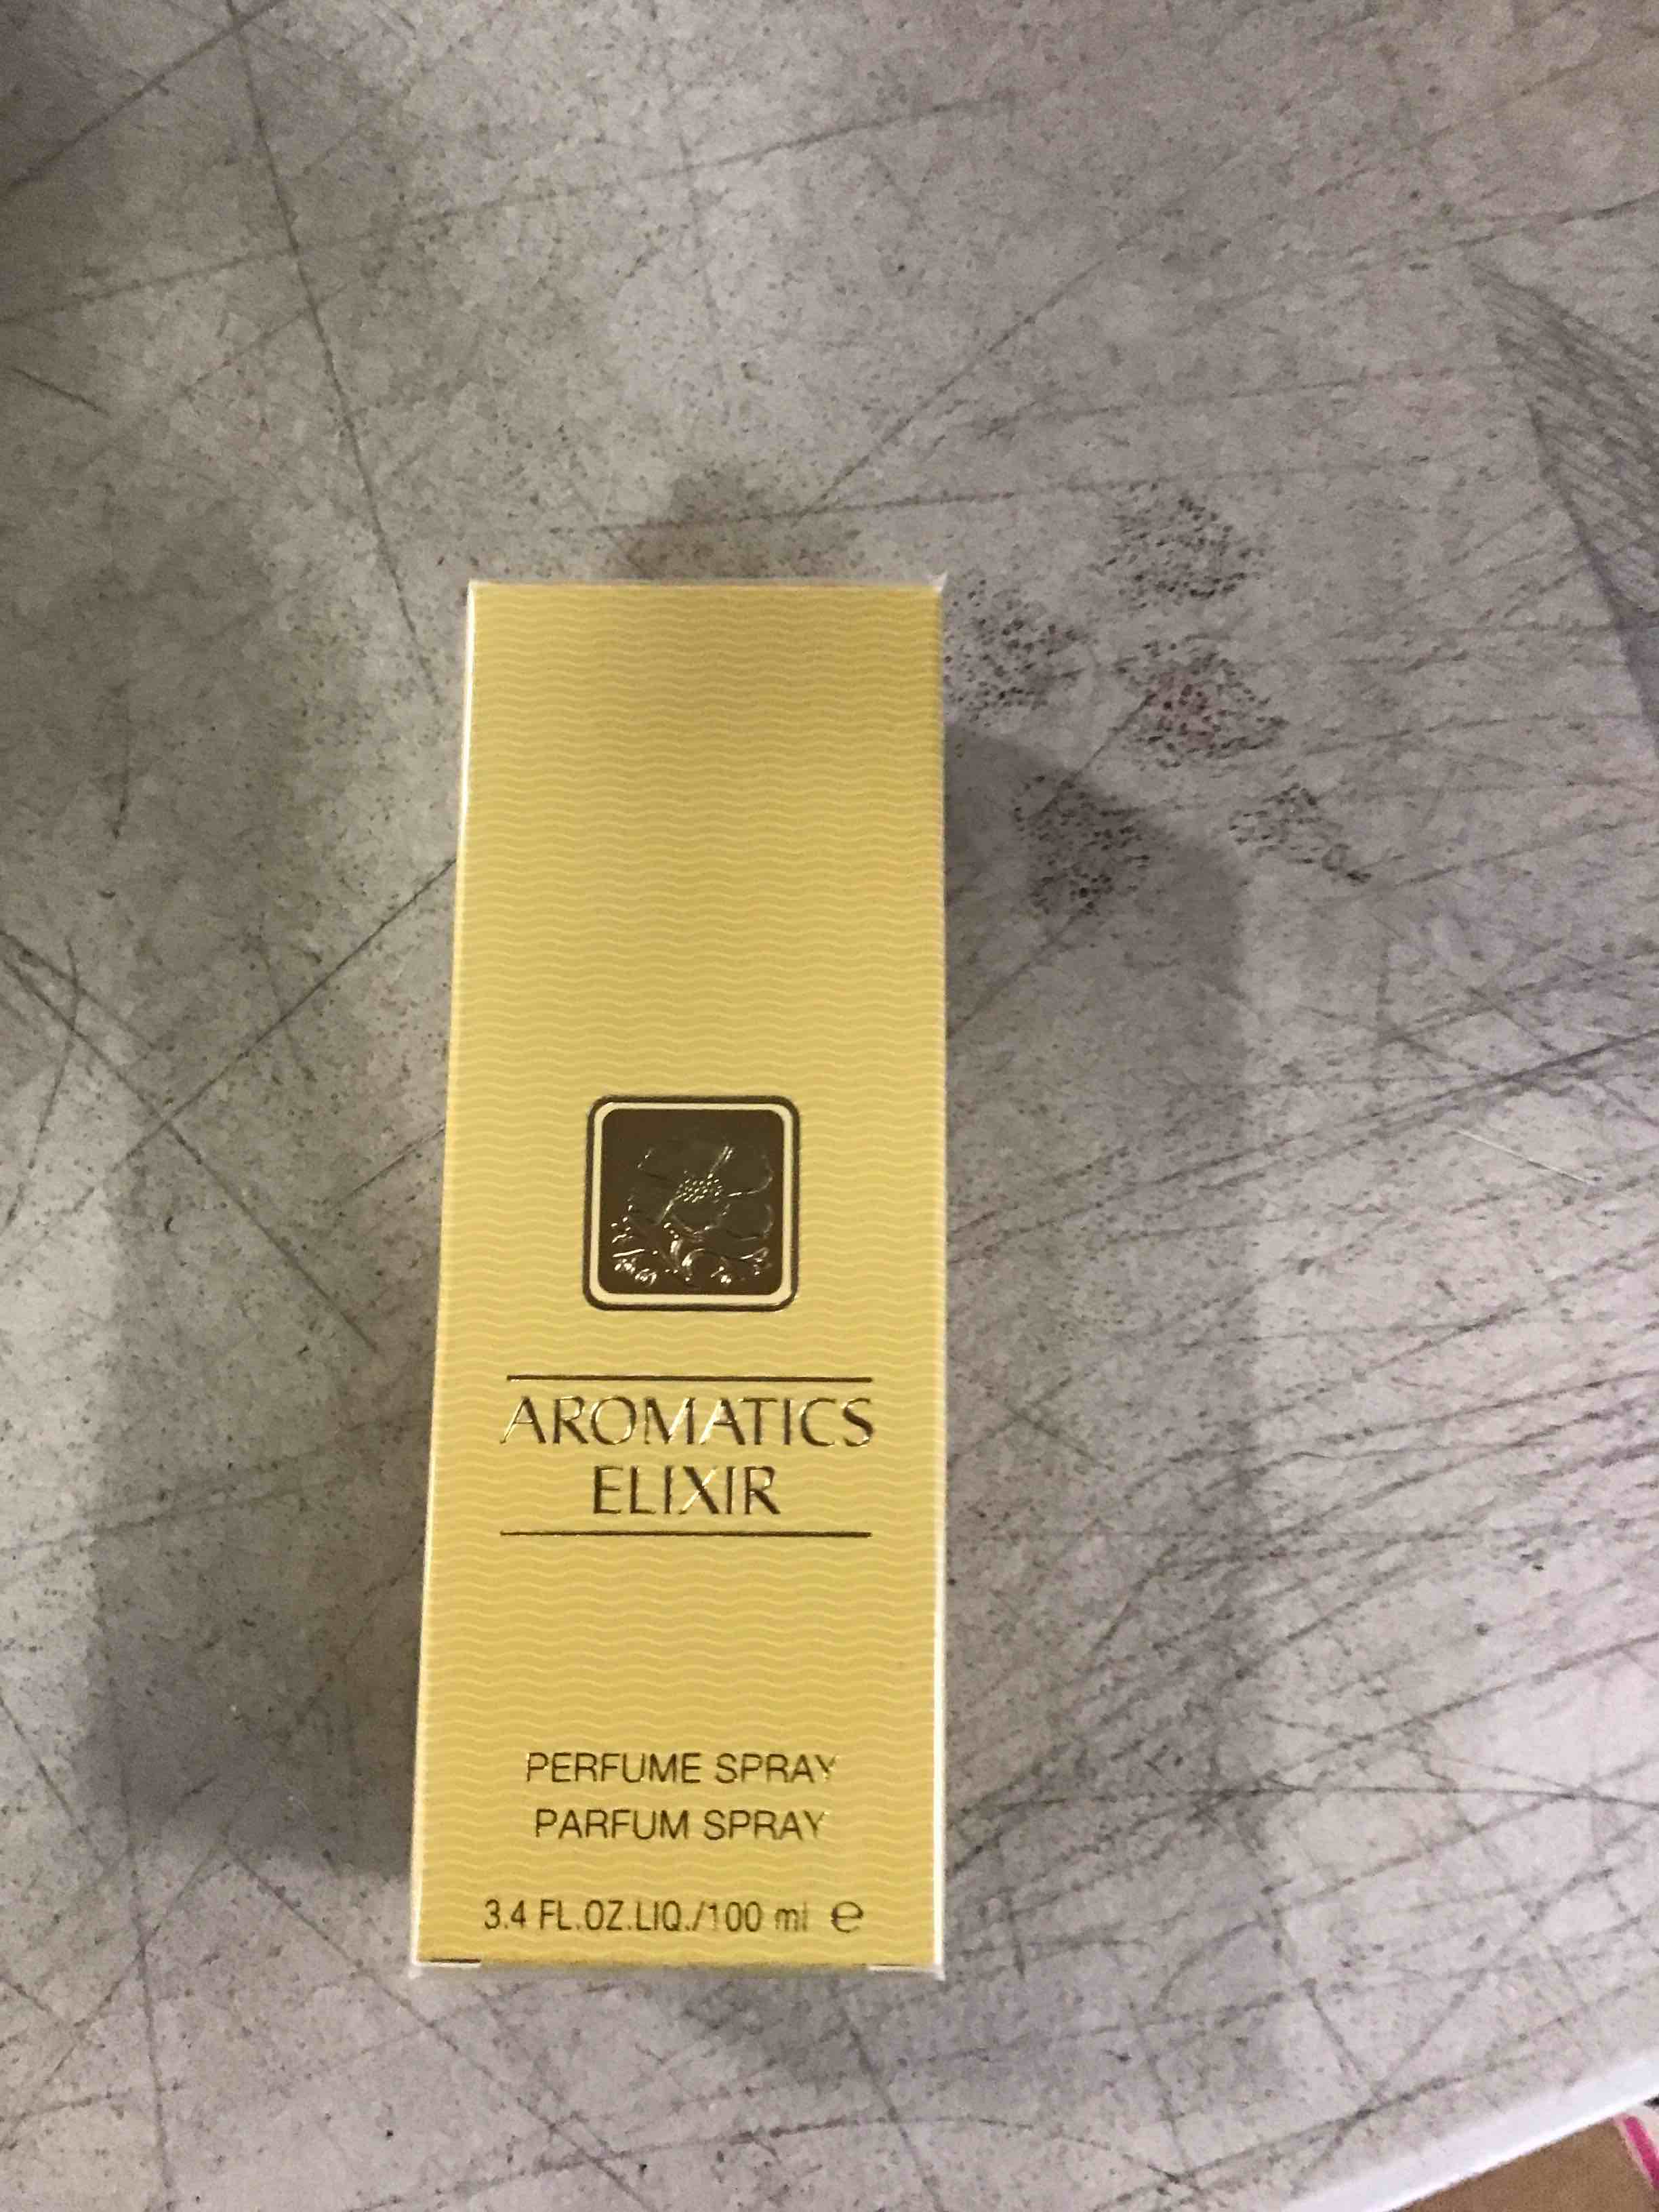 AROMATICS
ELIXIR
PERFUME SPRAY
PARFUM SPRAY
3.4 FL.OZ.LIQ./100 ml e